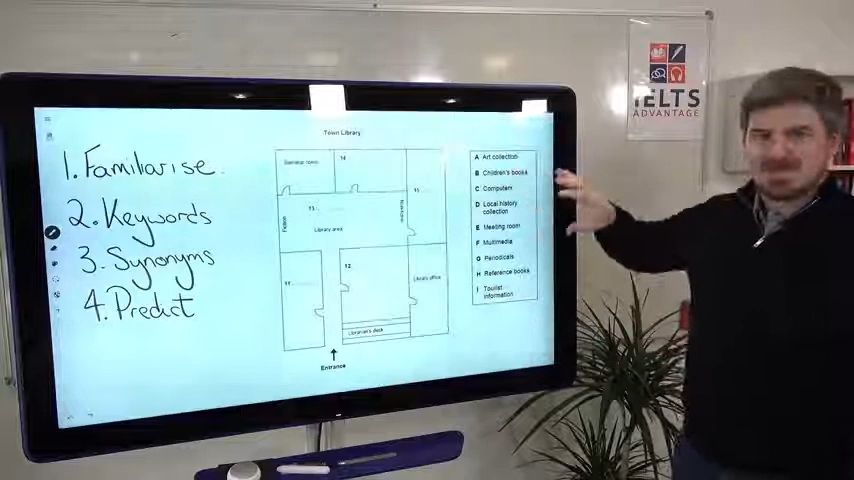 IELTS
ADVANTAGE
1. Familiarise.
2. Keywords
3. Synonyms
4. Predict
Town Library
Seminar room
14
15
13
Fiction
Non-fiction
Library area
11
12
Library office
Librarian's desk
Entrance
A Art collection
B Children's books
C Computers
D Local history
collection
E Meeting room
F Multimedia
G Periodicals
H Reference books
I Tourist
information